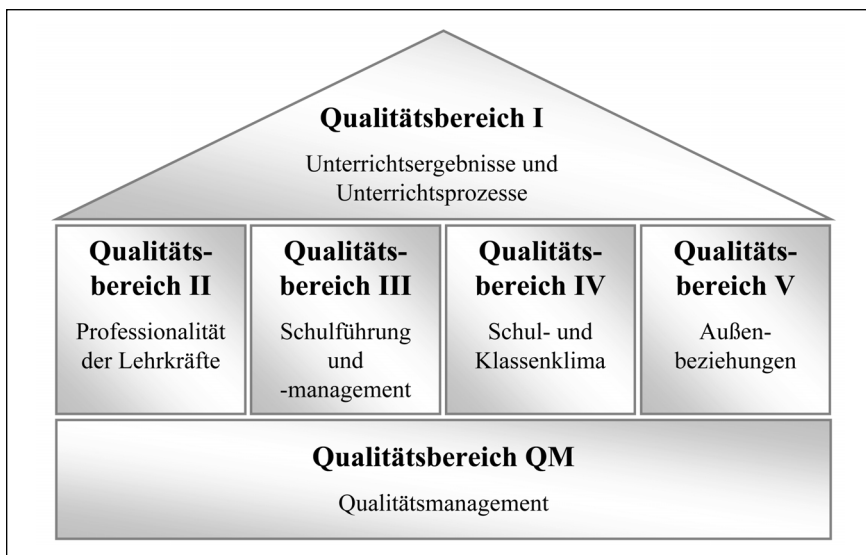 Qualitätsbereich I
Unterrichtsergebnisse und
Unterrichtsprozesse
Qualitäts-
bereich II
Professionalität
der Lehrkräfte
Qualitäts-
bereich III
Schulführung
und
-management
Qualitäts-
bereich IV
Schul- und
Klassenklima
Qualitäts-
bereich V
Außen-
beziehungen
Qualitätsbereich QM
Qualitätsmanagement